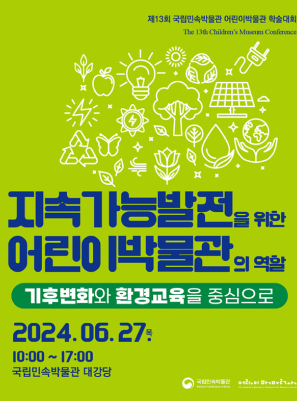 제13회 국립민속박물관 어린이박물관 학술대회
The 13th Children's Museum Conference
지속가능발전을 위한
어린이박물관의 역할
기후변화와 환경교육을 중심으로
2024. 06. 27 목
10:00 ~ 17:00
국립민속박물관 대강당
국립민속박물관